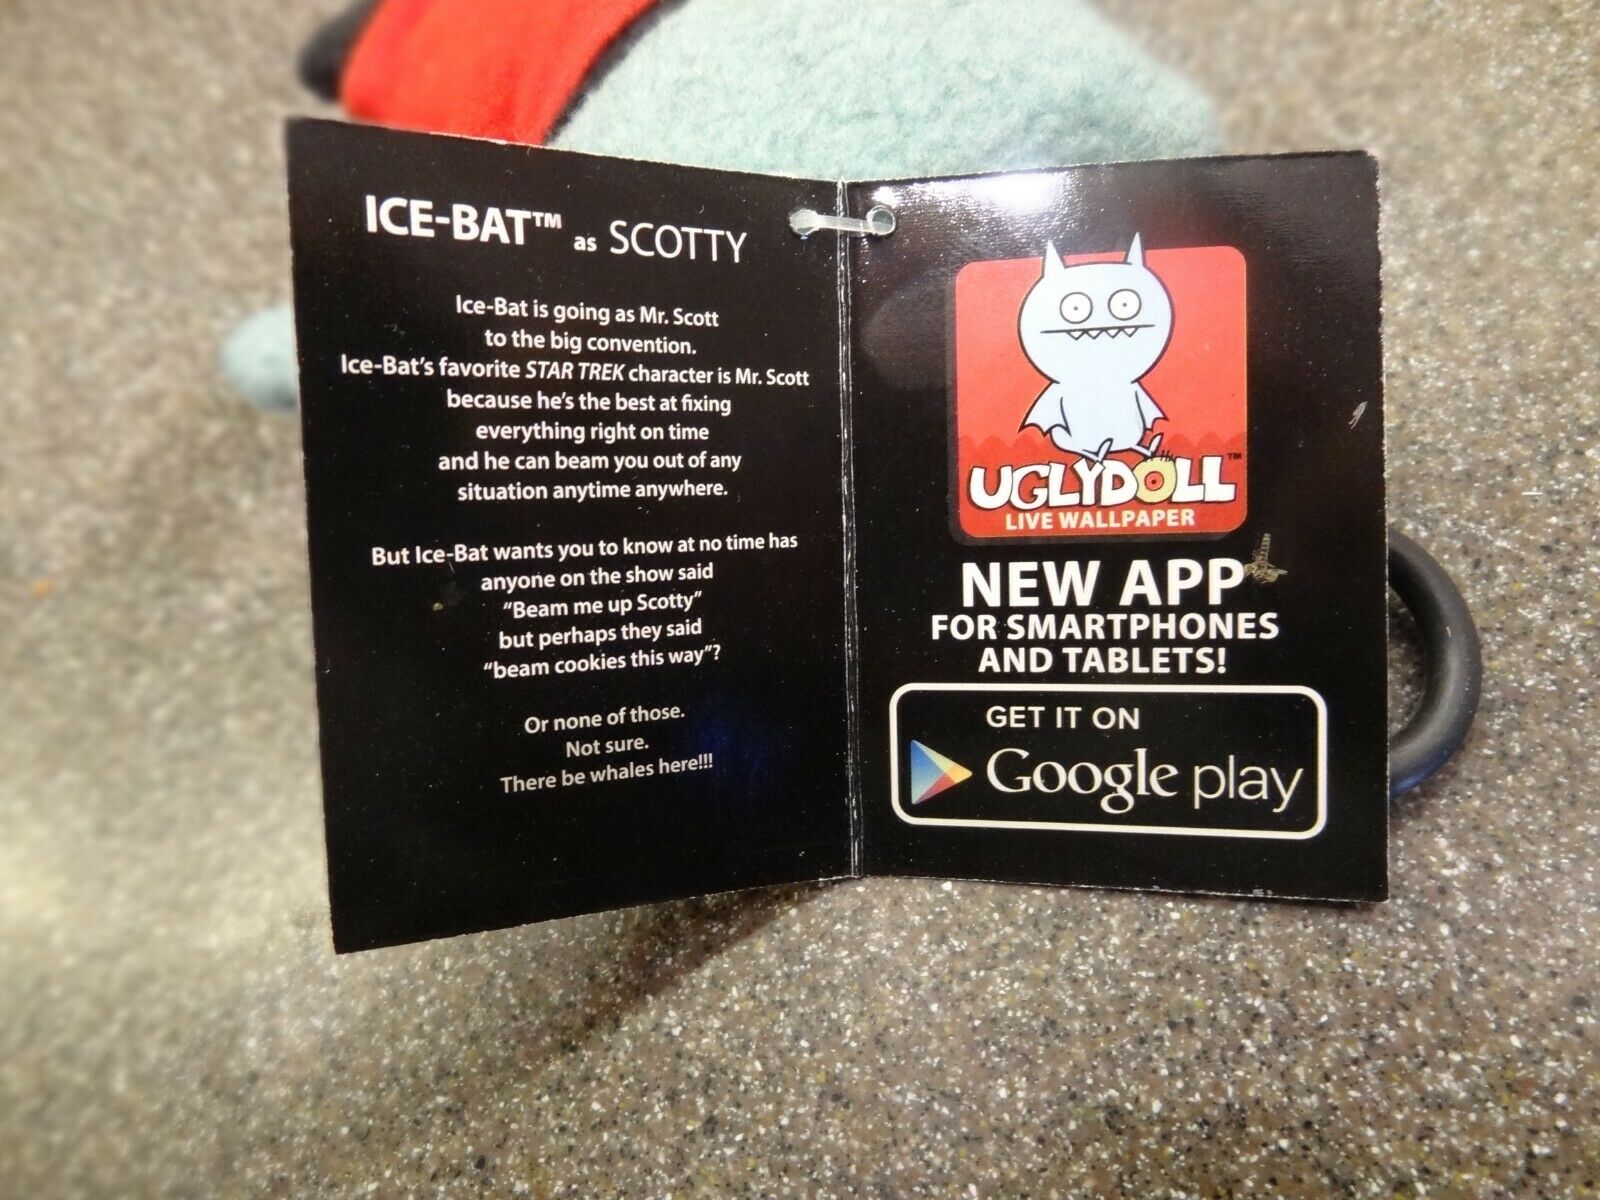 ICE-BAT™ as SCOTTY
Ice-Bat is going as Mr. Scott
to the big convention.
Ice-Bat's favorite STAR TREK character is Mr. Scott
because he's the best at fixing
everything right on time
and he can beam you out of any
situation anytime anywhere.
But Ice-Bat wants you to know at no time has
anyone on the show said
“Beam me up Scotty”
but perhaps they said
“beam cookies this way”?
Or none of those.
Not sure.
There be whales here!!!
UGLYDOLL™
LIVE WALLPAPER
NEW APP
FOR SMARTPHONES
AND TABLETS!
GET IT ON
Google play